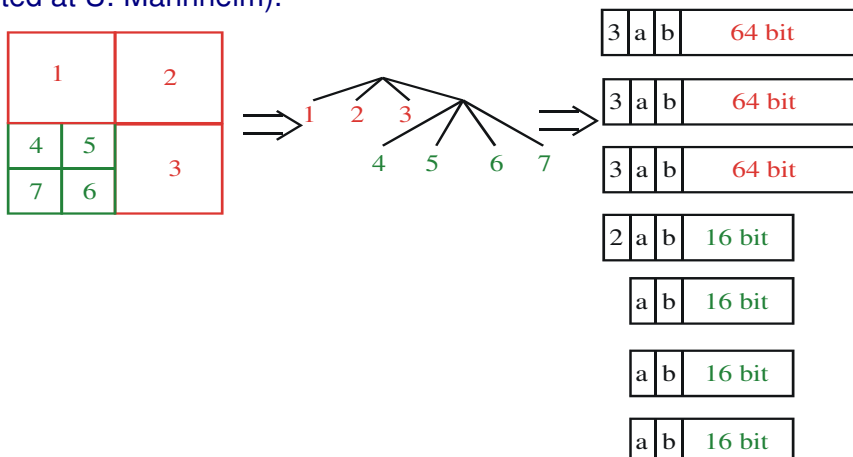 U. Mannheim).
1 2
4 5
3
7 6
1 2 3
4 5 6 7
3 a b 64 bit
3 a b 64 bit
3 a b 64 bit
2 a b 16 bit
a b 16 bit
a b 16 bit
a b 16 bit